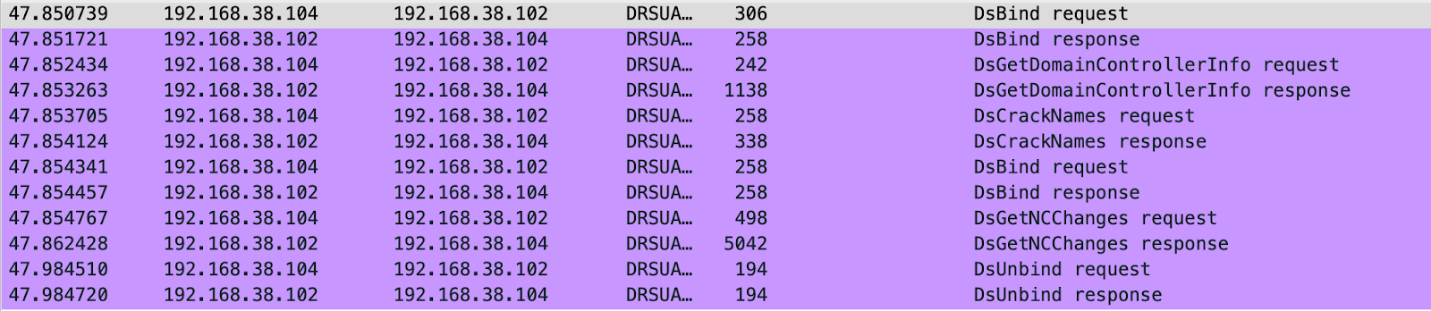 47.850739 192.168.38.104 192.168.38.102 DRSUA… 306 DsBind request
47.851721 192.168.38.102 192.168.38.104 DRSUA… 258 DsBind response
47.852434 192.168.38.104 192.168.38.102 DRSUA… 242 DsGetDomainControllerInfo request
47.853263 192.168.38.102 192.168.38.104 DRSUA… 1138 DsGetDomainControllerInfo response
47.853705 192.168.38.104 192.168.38.102 DRSUA… 258 DsCrackNames request
47.854124 192.168.38.102 192.168.38.104 DRSUA… 338 DsCrackNames response
47.854341 192.168.38.104 192.168.38.102 DRSUA… 258 DsBind request
47.854457 192.168.38.102 192.168.38.104 DRSUA… 258 DsBind response
47.854767 192.168.38.104 192.168.38.102 DRSUA… 498 DsGetNCChanges request
47.862428 192.168.38.102 192.168.38.104 DRSUA… 5042 DsGetNCChanges response
47.984510 192.168.38.104 192.168.38.102 DRSUA… 194 DsUnbind request
47.984720 192.168.38.102 192.168.38.104 DRSUA… 194 DsUnbind response